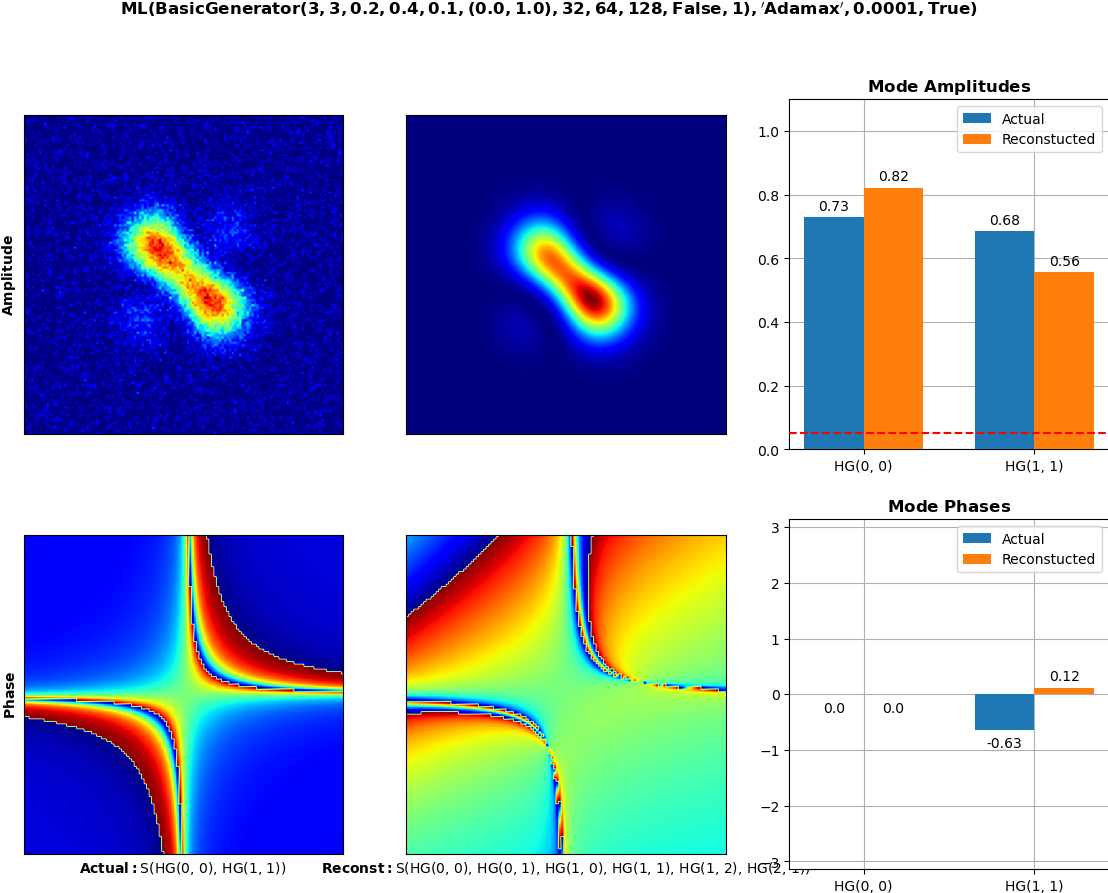 ML(BasicGenerator(3, 3, 0.2, 0.4, 0.1, (0.0, 1.0), 32, 64, 128, False, 1), ′Adamax′, 0.0001, True)
Mode Amplitudes
Actual
Reconstucted
1.0
0.8
0.6
0.4
0.2
0.0
0.73
0.82
0.68
0.56
HG(0, 0)
HG(1, 1)
Amplitude
Mode Phases
Actual
Reconstucted
3
2
1
0
−1
−2
−3
0.0
0.0
-0.63
0.12
HG(0, 0)
HG(1, 1)
Phase
Actual: S(HG(0, 0), HG(1, 1))
Reconst: S(HG(0, 0), HG(0, 1), HG(1, 0), HG(1, 1), HG(1, 2), HG(2, 1))